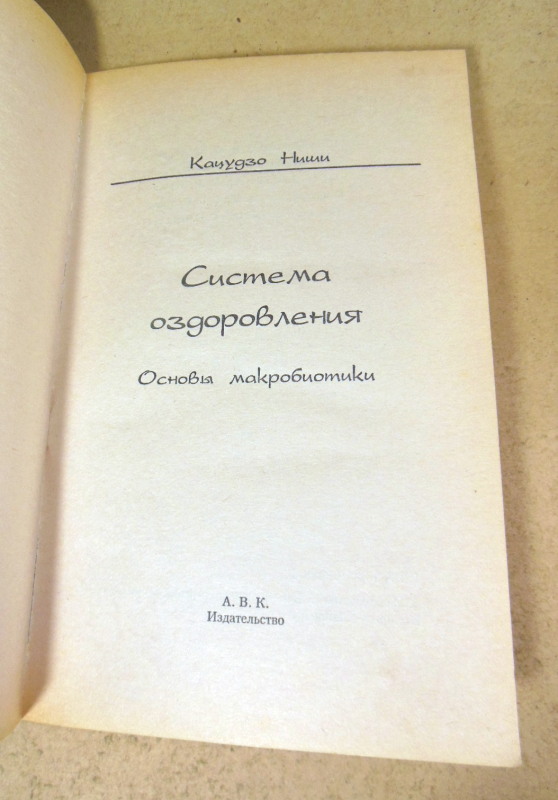 Кацудзо Ниши
Система
оздоровления
Основы макробиотики
А. В. К.
Издательство